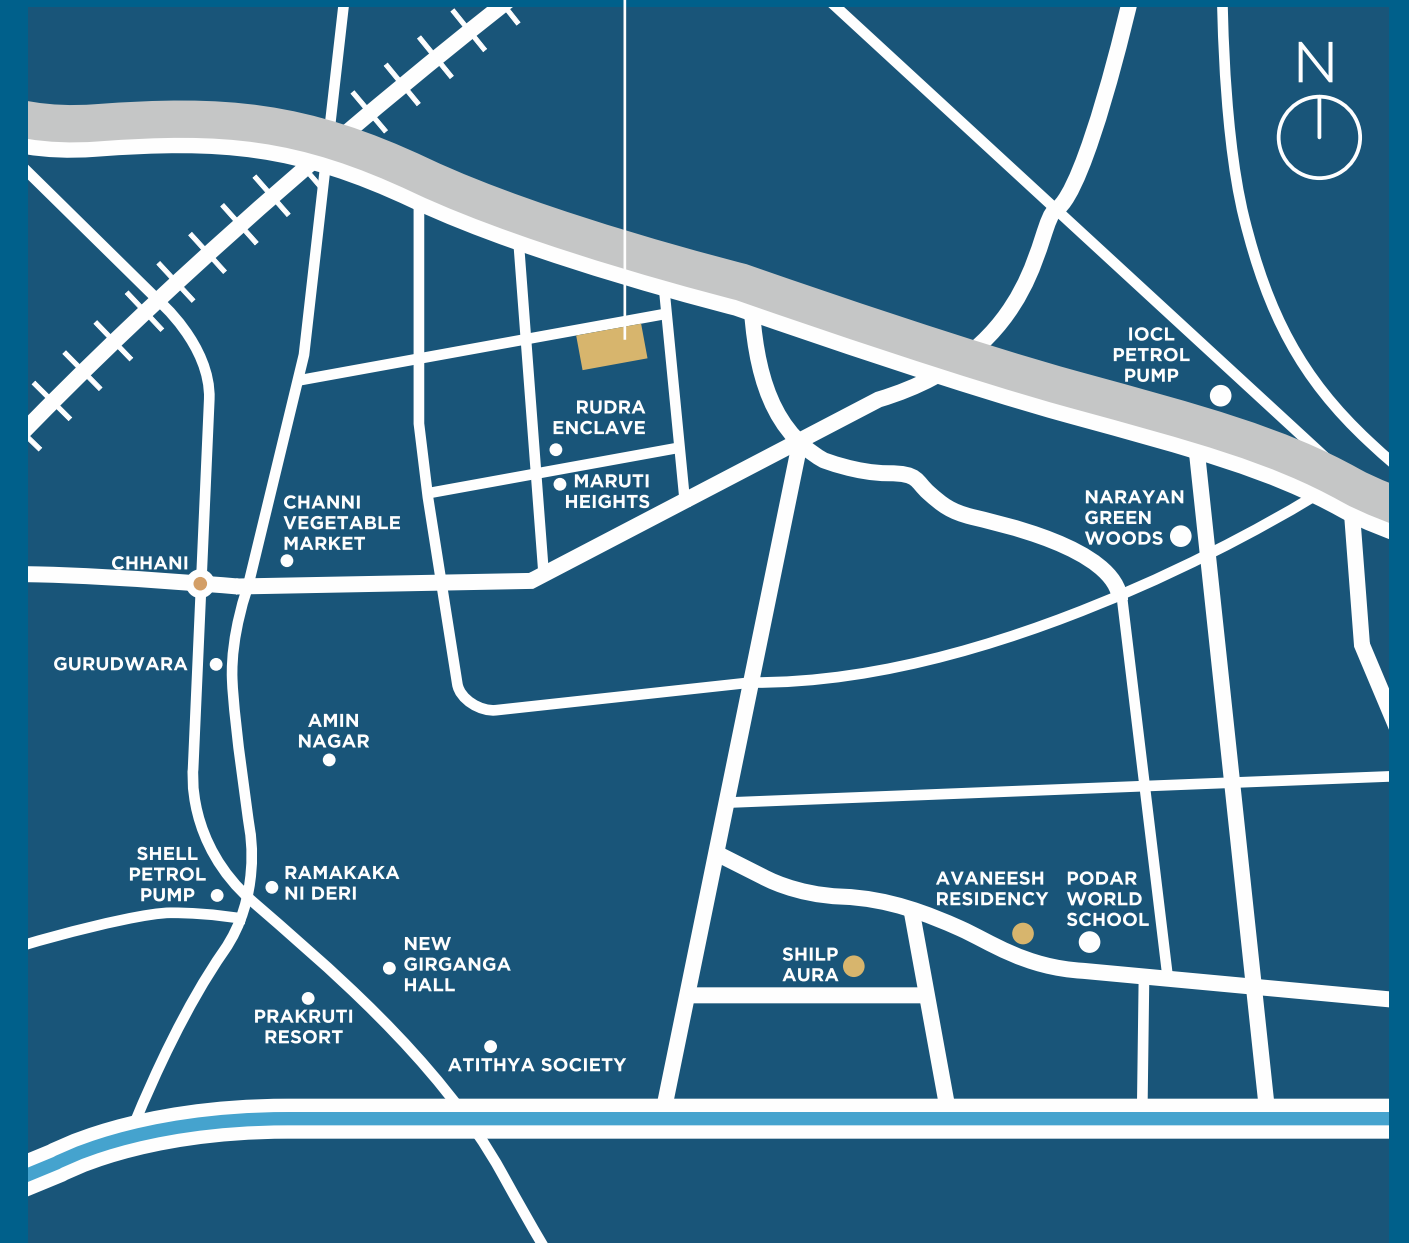 N
IOCL
PETROL
PUMP
RUDRA
ENCLAVE
MARUTI
HEIGHTS
CHANNI
VEGETABLE
MARKET
NARAYAN
GREEN
WOODS
CHHANI
GURUDWARA
AMIN
NAGAR
SHELL
PETROL
PUMP
RAMAKAKA
NI DERI
AVANEESH
RESIDENCY
PODAR
WORLD
SCHOOL
NEW
GIRGANGA
HALL
SHILP
AURA
PRAKRUTI
RESORT
ATITHYA SOCIETY